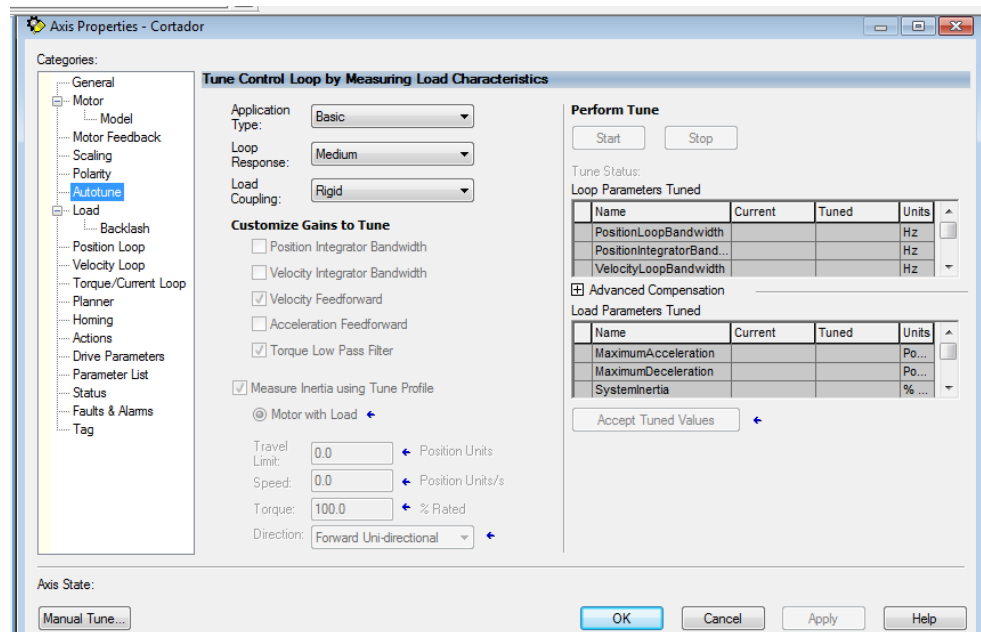 Axis Properties - Cortador
Categories:
General
Motor
Model
Motor Feedback
Scaling
Polarity
Autotune
Load
Backlash
Position Loop
Velocity Loop
Torque/Current Loop
Planner
Homing
Actions
Drive Parameters
Parameter List
Status
Faults & Alarms
Tag
Tune Control Loop by Measuring Load Characteristics
Application
Type:
Basic
Loop
Response:
Medium
Load
Coupling:
Rigid
Customize Gains to Tune
Position Integrator Bandwidth
Velocity Integrator Bandwidth
Velocity Feedforward
Acceleration Feedforward
Torque Low Pass Filter
Measure Inertia using Tune Profile
Motor with Load
Travel
Limit:
0.0 Position Units
Speed: 0.0 Position Units/s
Torque: 100.0 % Rated
Direction: Forward Uni-directional
Perform Tune
Start Stop
Tune Status:
Loop Parameters Tuned
Name Current Tuned Units
PositionLoopBandwidth Hz
PositionIntegratorBand... Hz
VelocityLoopBandwidth Hz
Advanced Compensation
Load Parameters Tuned
Name Current Tuned Units
MaximumAcceleration Po...
MaximumDeceleration Po...
SystemInertia % ...
Accept Tuned Values
Axis State:
Manual Tune... OK Cancel Apply Help